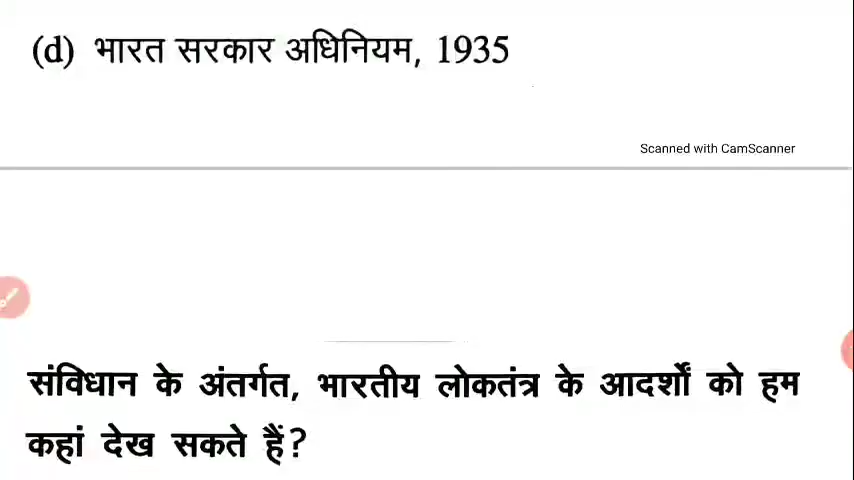 (d) भारत सरकार अधिनियम, 1935
Scanned with CamScanner
संविधान के अंतर्गत, भारतीय लोकतंत्र के आदर्शों को हम
कहां देख सकते हैं?